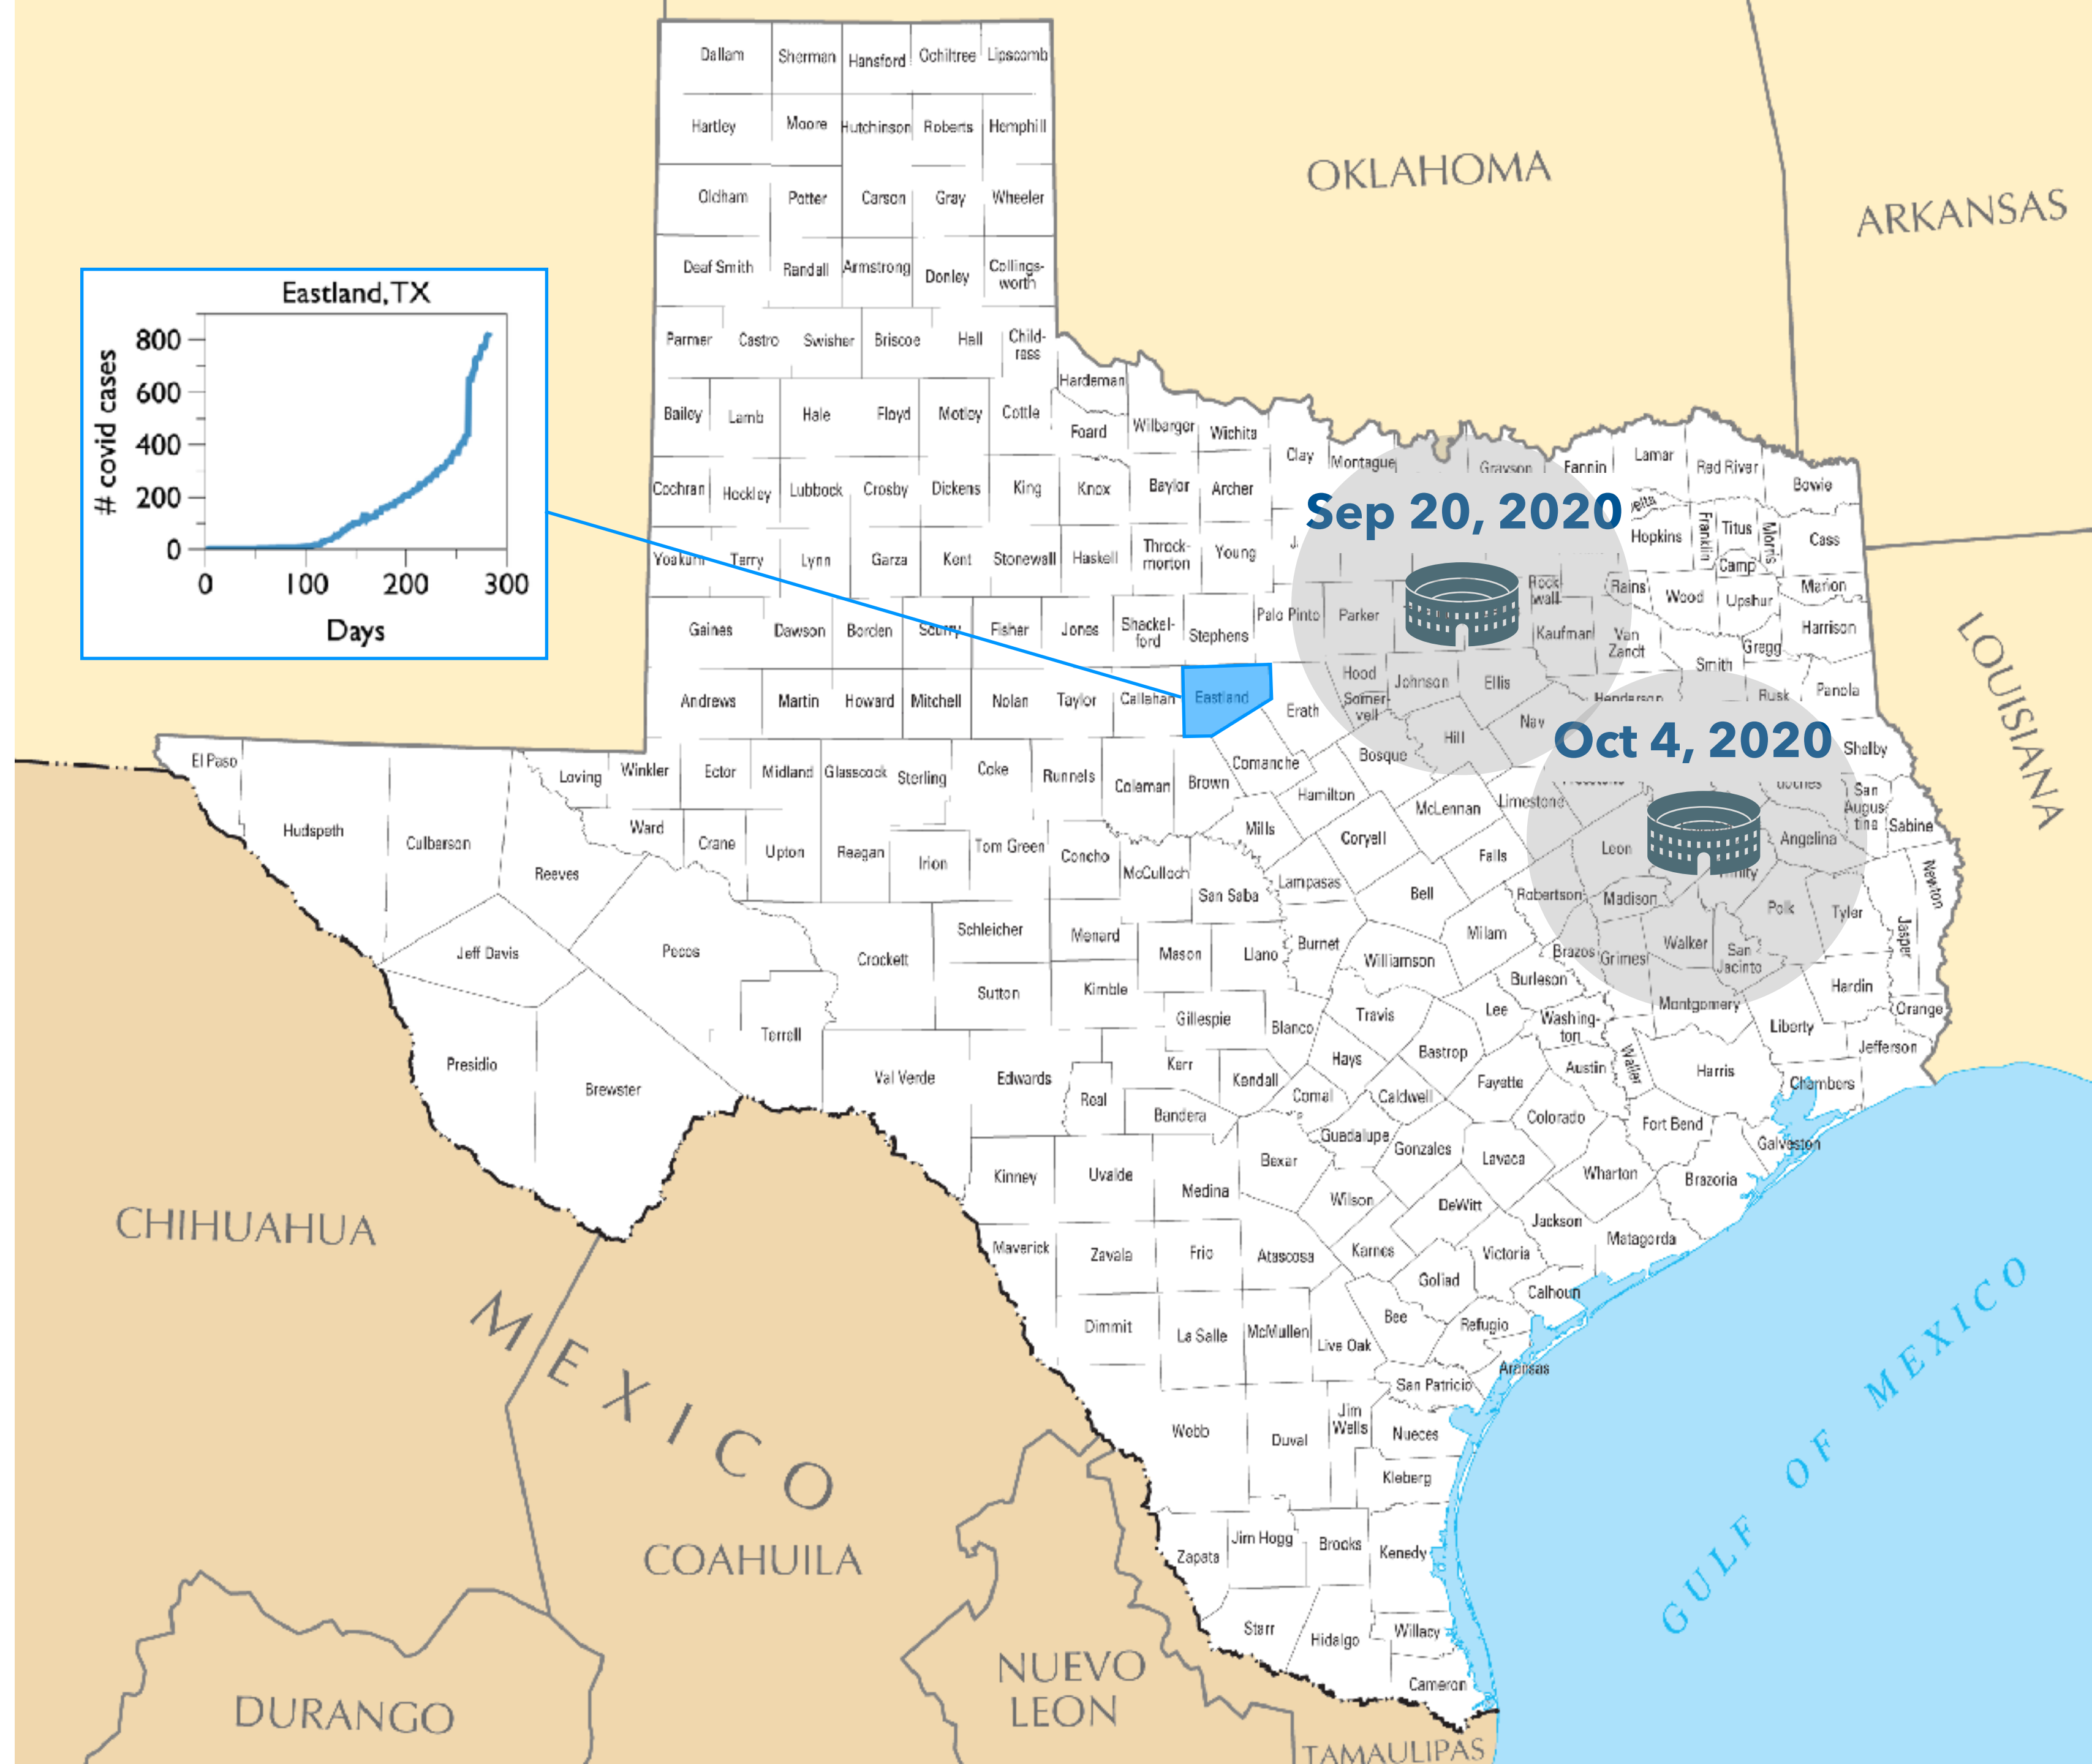 OKLAHOMA
ARKANSAS
LOUISIANA
CHIHUAHUA
MEXICO
COAHUILA
DURANGO
NUEVO
LEON
TAMAULIPAS
GULF OF MEXICO
Eastland, TX
# covid cases
800
600
400
200
0
0 100 200 300
Days
Sep 20, 2020
Oct 4, 2020
Dallam Sherman Hansford Ochiltree Lipscomb
Hartley Moore Hutchinson Roberts Hemphill
Oldham Potter Carson Gray Wheeler
Deaf Smith Randall Armstrong Donley Collings-
worth
Parmer Castro Swisher Briscoe Hall Child-
ress
Hardeman
Bailey Lamb Hale Floyd Motley Cottle Foard Wilbarger Wichita Clay Montague Grayson Fannin Lamar Red River Bowie
Cochran Hockley Lubbock Crosby Dickens King Knox Baylor Archer
Hopkins Franklin Titus Morris Cass
Camp
Yoakum Terry Lynn Garza Kent Stonewall Haskell Throck-
morton Young
Rock-
wall Rains Wood Upshur Marion
Gaines Dawson Borden Scurry Fisher Jones Shackel-
ford Stephens Palo Pinto Parker Kaufman Van
Zandt Smith Gregg Harrison
Andrews Martin Howard Mitchell Nolan Taylor Callahan Eastland Erath Hood Somer-
vell Johnson Ellis Henderson Rusk Panola
Hill Nav Bosque Shelby
El Paso Hudspeth Culberson Reeves Loving Winkler Ector Midland Glasscock Sterling Coke Runnels Coleman Brown Comanche Hamilton McLennan Limestone
San
Augus-
tine Sabine
Ward Crane Upton Reagan Irion Tom Green Concho McCulloch Mills San Saba Lampasas Coryell Falls Bell Leon Angelina Newton
Robertson Madison Polk Tyler Jasper
Jeff Davis Pecos Crockett Schleicher Menard Mason Llano Burnet Williamson Milam Brazos Grimes Walker San
Jacinto
Sutton Kimble Gillespie Blanco Travis Lee Burleson Washing-
ton Montgomery Liberty Hardin Orange
Presidio Brewster Terrell Val Verde Edwards Real Kerr Kendall Hays Bastrop Fayette Austin Waller Harris Jefferson Chambers
Bandera Comal Caldwell Guadalupe Gonzales Colorado Fort Bend Galveston
Kinney Uvalde Medina Bexar Wilson Lavaca Wharton Brazoria
DeWitt Jackson Matagorda
Maverick Zavala Frio Atascosa Karnes Goliad Victoria Calhoun
Dimmit La Salle McMullen Live Oak Bee Refugio Aransas
San Patricio
Webb Duval Jim
Wells Nueces
Kleberg
Zapata Jim Hogg Brooks Kenedy
Starr Hidalgo Willacy
Cameron